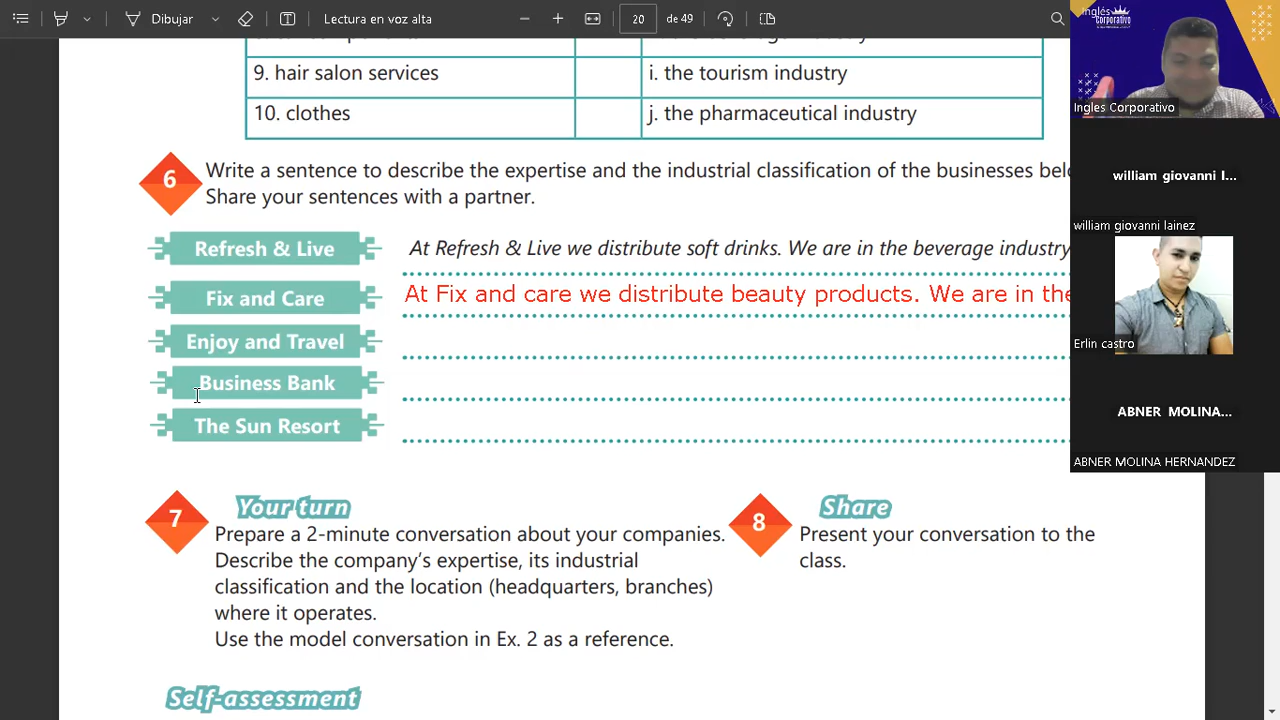 Dibujar
Lectura en voz alta
20
de 49
9. hair salon services
i. the tourism industry
10. clothes
j. the pharmaceutical industry
6
Write a sentence to describe the expertise and the industrial classification of the businesses
Share your sentences with a partner.
Refresh & Live
At Refresh & Live we distribute soft drinks. We are in the beverage industry
Fix and Care
At Fix and care we distribute beauty products. We are in the
Enjoy and Travel
Business Bank
The Sun Resort
7
Your turn
Prepare a 2-minute conversation about your companies.
Describe the company's expertise, its industrial
classification and the location (headquarters, branches)
where it operates.
Use the model conversation in Ex. 2 as a reference.
8
Share
Present your conversation to the
class.
Self-assessment
Inglés
Corporativo
Ingles Corporativo
william giovanni l...
william giovanni lainez
Erlin castro
ABNER MOLINA...
ABNER MOLINA HERNANDEZ